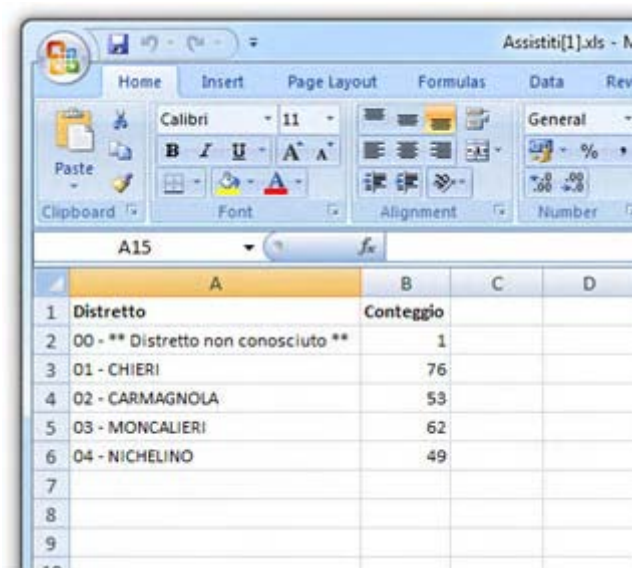 Assistiti[1].xls - M
Home Insert Page Layout Formulas Data Rev
Calibri 11 General
Paste B I U A A %
Clipboard Font Alignment Number
A15 fx
A B C D
1 Distretto Conteggio
2 00 - ** Distretto non conosciuto ** 1
3 01 - CHIERI 76
4 02 - CARMAGNOLA 53
5 03 - MONCALIERI 62
6 04 - NICHELINO 49
7
8
9
10